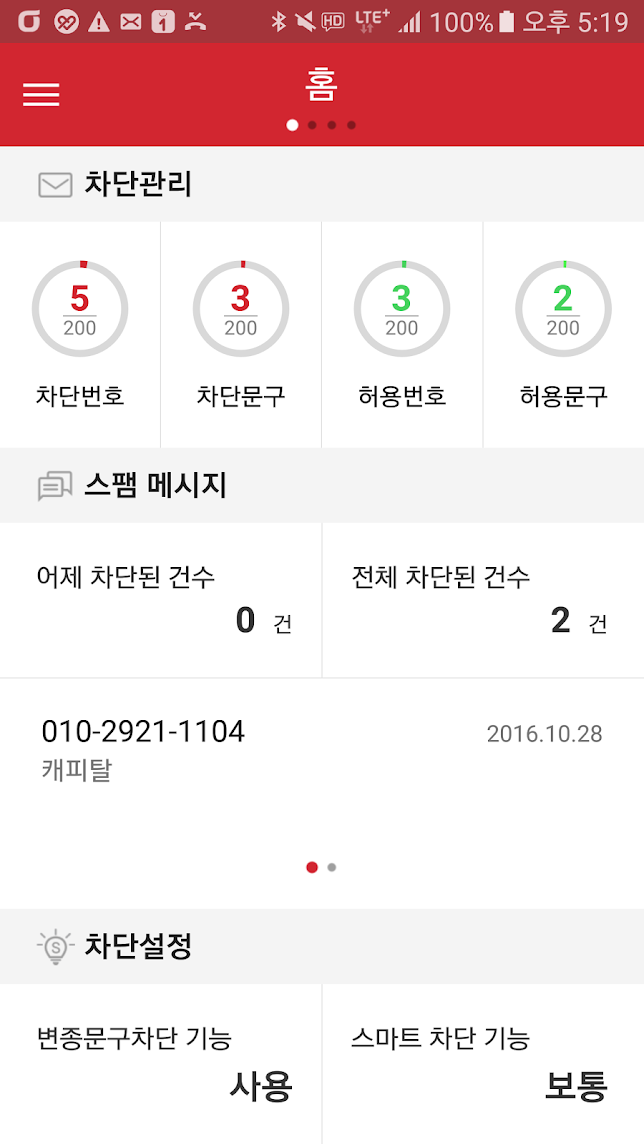 1 HD LTE+ 100% 오후 5:19
홈
차단관리
5 3 3 2
200 200 200 200
차단번호 차단문구 허용번호 허용문구
스팸 메시지
어제 차단된 건수 전체 차단된 건수
0 건 2 건
010-2921-1104 2016.10.28
캐피탈
S 차단설정
변종문구차단 기능 스마트 차단 기능
사용 보통